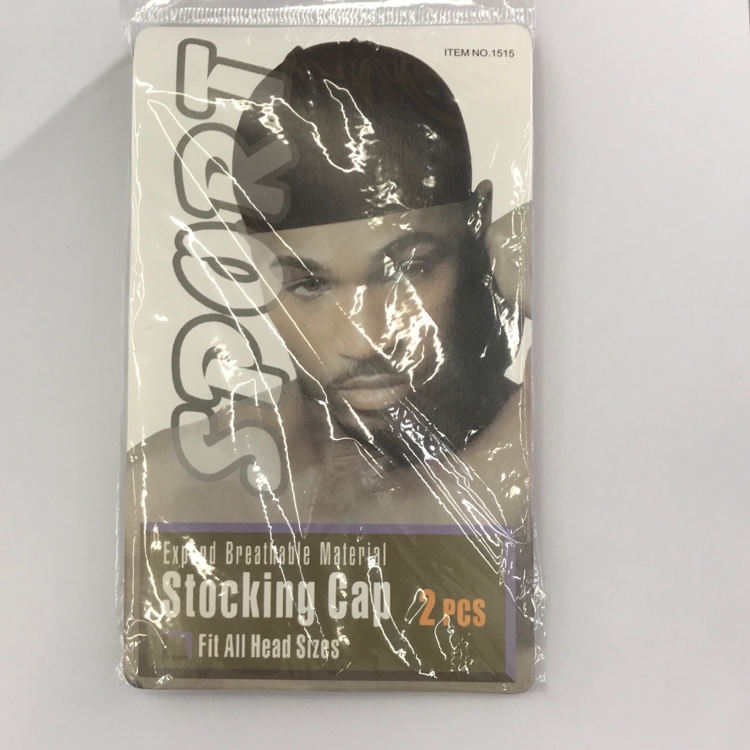 ITEM NO.1515
SPORT
Expand Breathable Material
Stocking Cap 2 PCS
Fit All Head Sizes